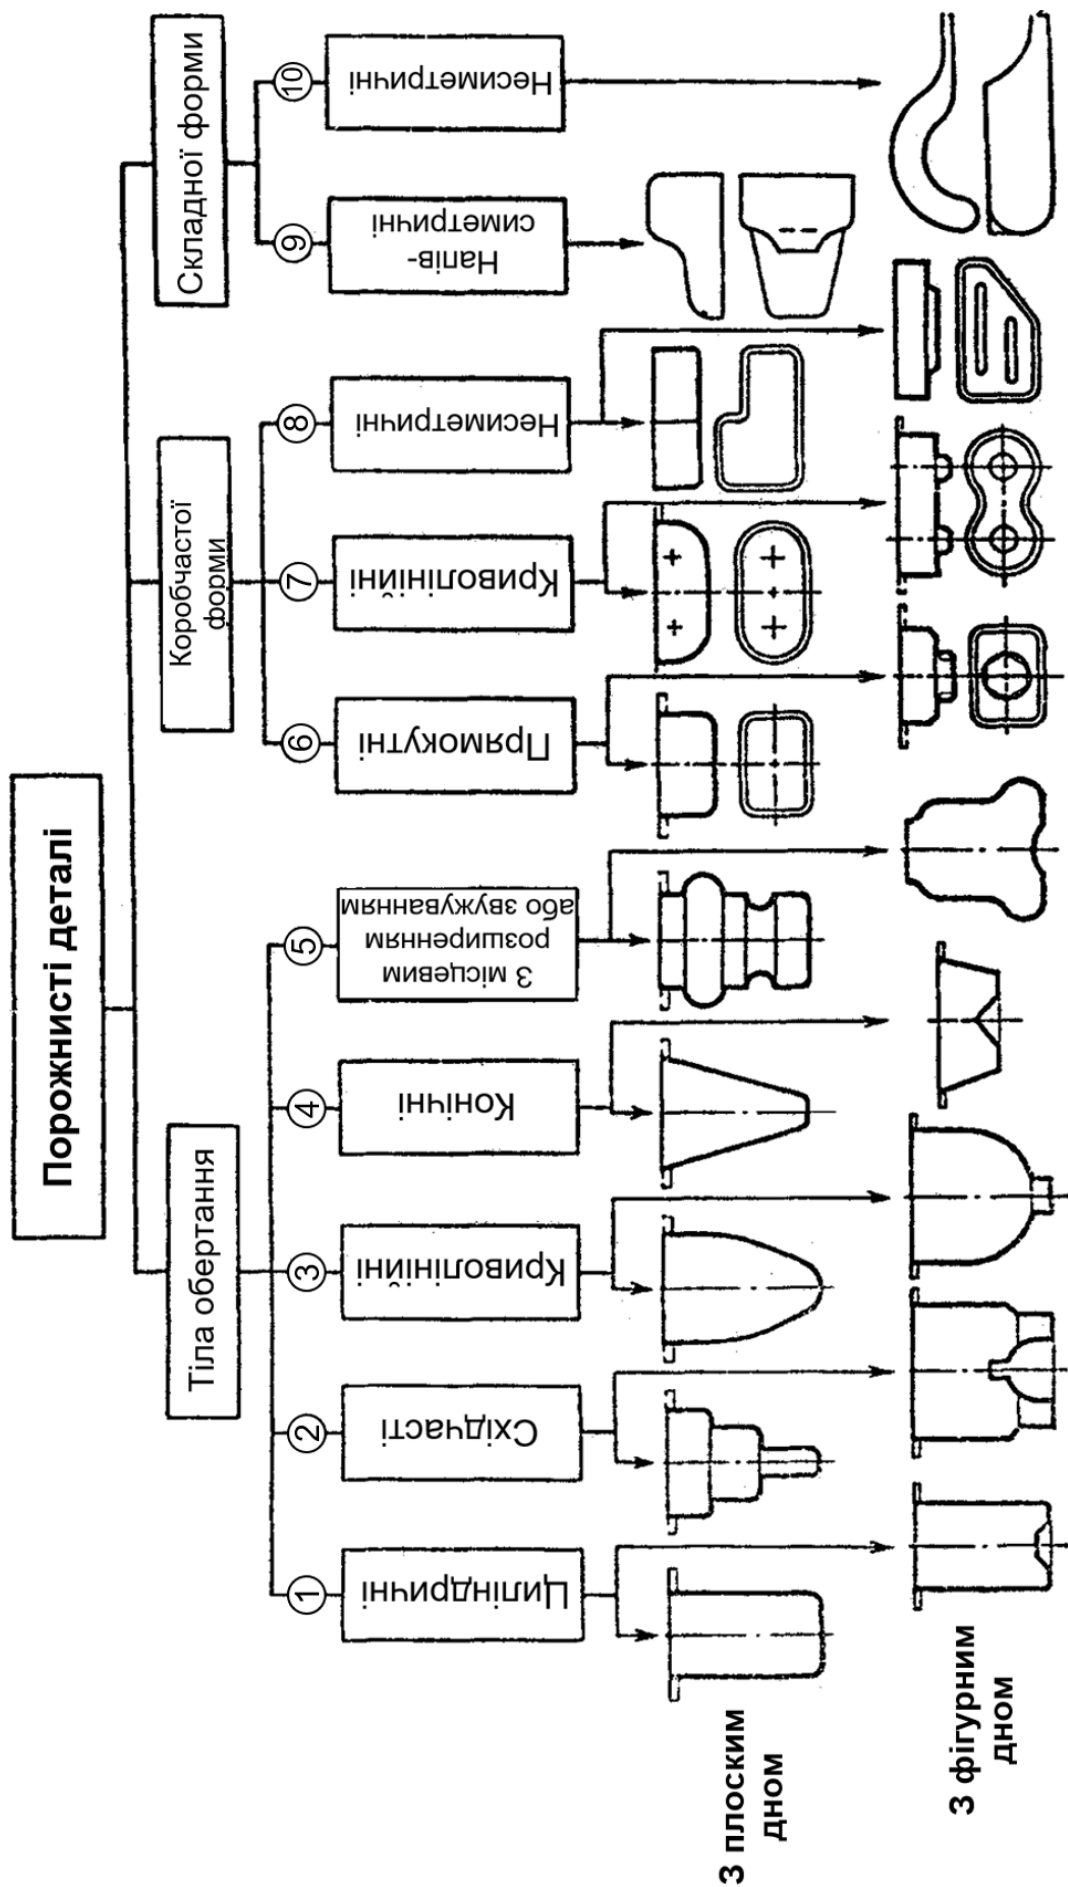 Порожнисті деталі
Тіла обертання
Коробчастої
форми
Складної форми
1
2
3
4
5
6
7
8
9
10
Циліндричні
Східчасті
Криволінійні
Конічні
З місцевим
розширенням
або звужуванням
Прямокутні
Криволінійні
Несиметричні
Напів-
симетричні
Несиметричні
З плоским
дном
З фігурним
дном